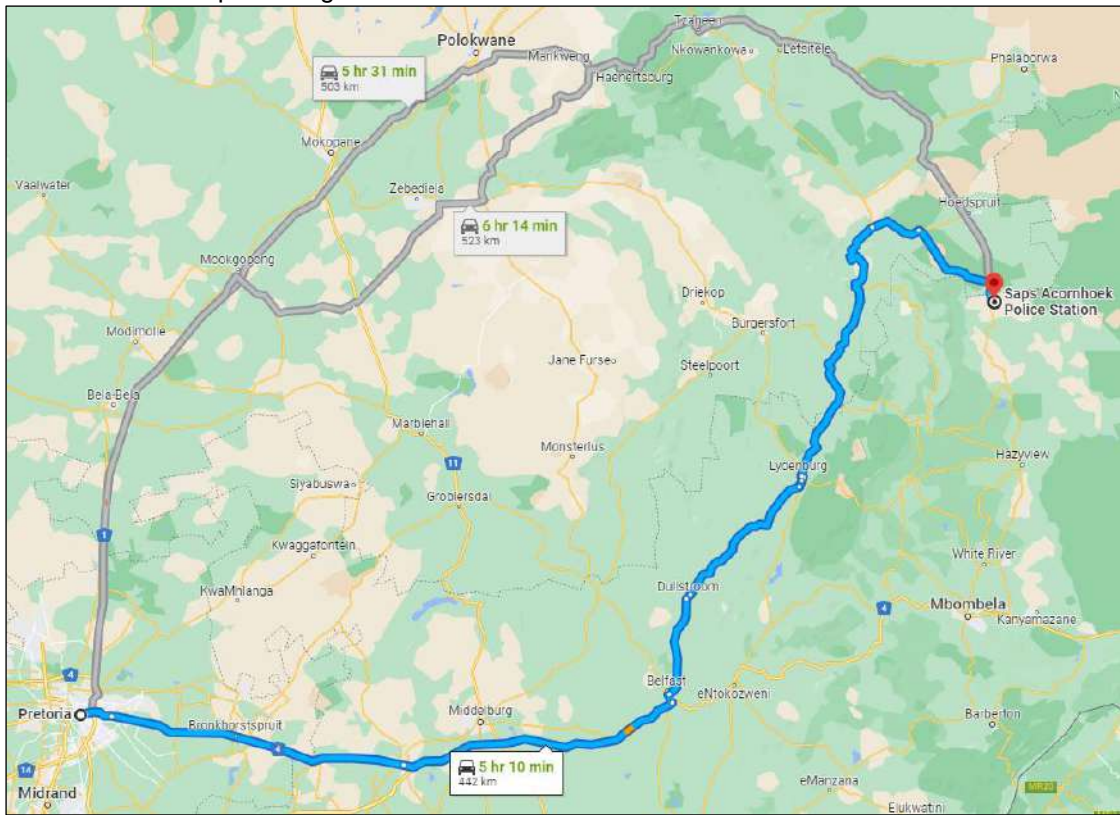 Polokwane
Mankweng
Tzaneen
Nkowankowa
Letsitele
Haenertsburg
Phalaborwa
5 hr 31 min
503 km
Mokopane
Vaalwater
Zebediela
Hoedspruit
6 hr 14 min
523 km
Mookgopong
Saps Acornhoek
Police Station
Driekop
Burgersfort
Modimolle
Jane Furse
Steelpoort
Bela-Bela
Marblehall
11
Monsterlus
Lydenburg
Hazyview
Siyabuswa
Groblersdal
1
Kwaggafontein
White River
KwaMhlanga
Dullstroom
4
Mbombela
Kanyamazane
4
Belfast
eNtokozweni
Pretoria
Middelburg
Bronkhorstspruit
Barberton
4
5 hr 10 min
442 km
14
Midrand
eManzana
MR20
Elukwatini